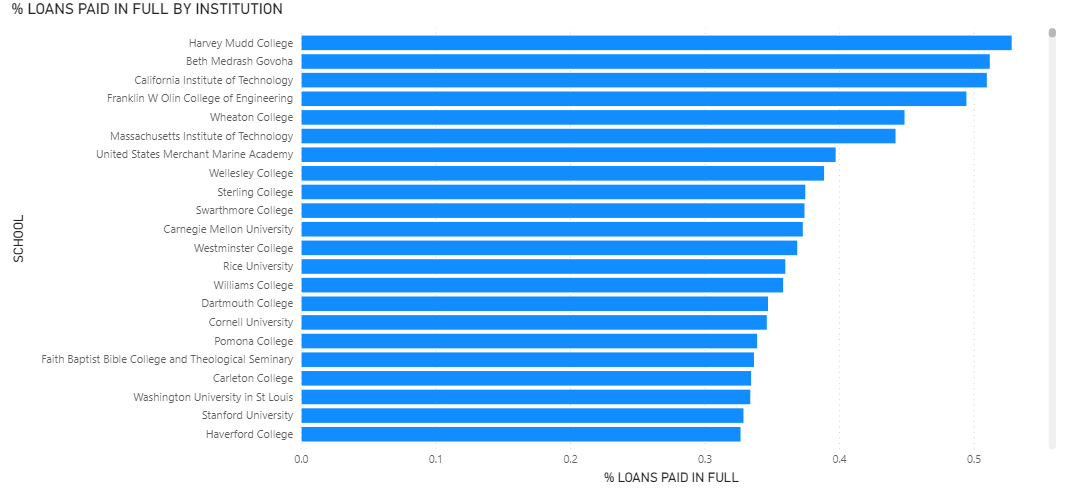 % LOANS PAID IN FULL BY INSTITUTION
SCHOOL
Harvey Mudd College
Beth Medrash Govoha
California Institute of Technology
Franklin W Olin College of Engineering
Wheaton College
Massachusetts Institute of Technology
United States Merchant Marine Academy
Wellesley College
Sterling College
Swarthmore College
Carnegie Mellon University
Westminster College
Rice University
Williams College
Dartmouth College
Cornell University
Pomona College
Faith Baptist Bible College and Theological Seminary
Carleton College
Washington University in St Louis
Stanford University
Haverford College
0.0 0.1 0.2 0.3 0.4 0.5
% LOANS PAID IN FULL